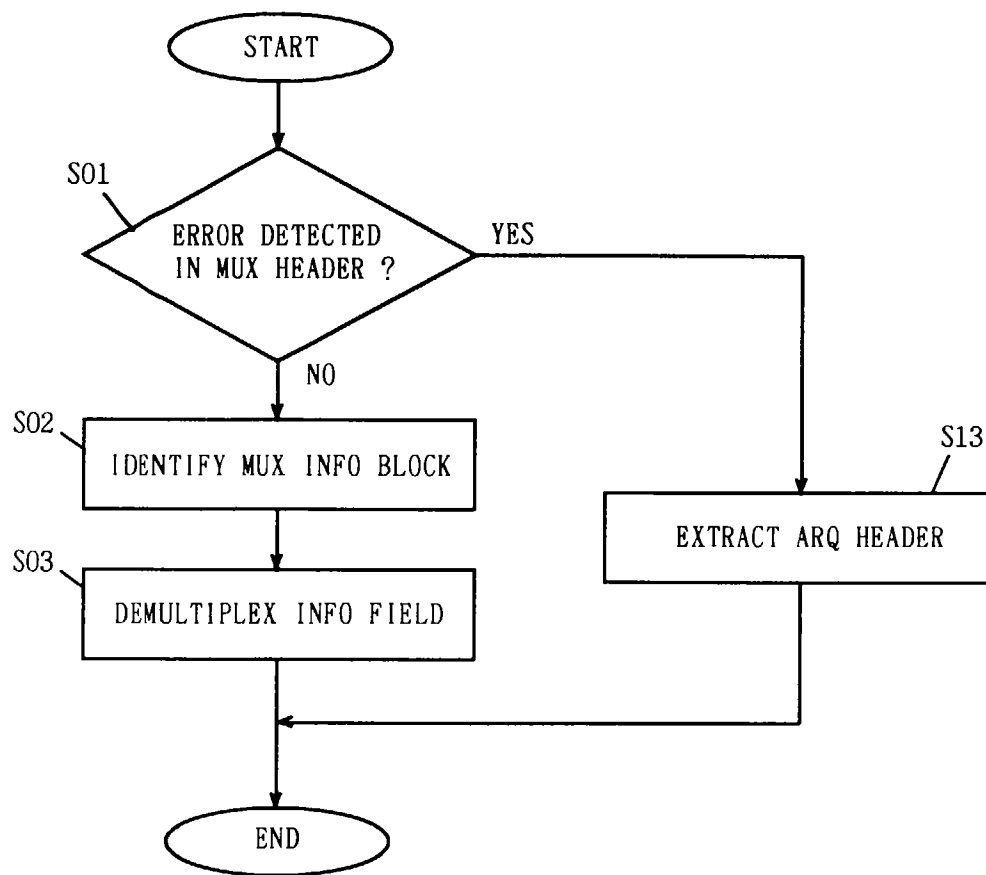 START
S01
ERROR DETECTED
IN MUX HEADER ?
YES
NO
S02
IDENTIFY MUX INFO BLOCK
S13
EXTRACT ARQ HEADER
S03
DEMULTIPLEX INFO FIELD
END